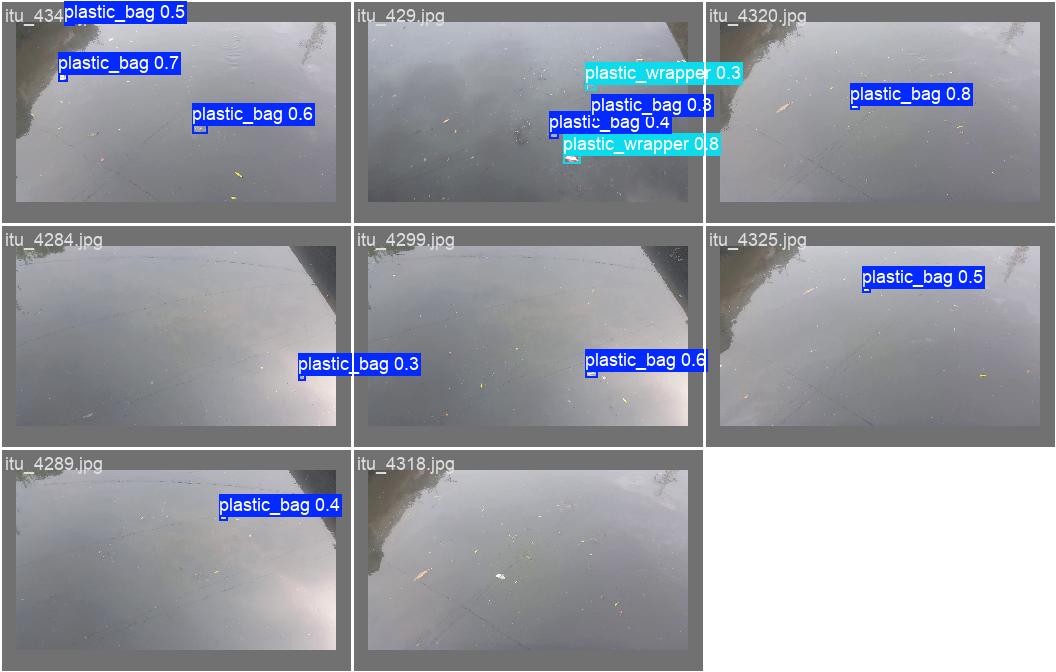 itu_434
plastic_bag 0.5
plastic_bag 0.7
plastic_bag 0.6
itu_429.jpg
plastic_wrapper 0.3
plastic_bag 0.3
plastic_bag 0.4
plastic_wrapper 0.8
itu_4320.jpg
plastic_bag 0.8
itu_4284.jpg
plastic_bag 0.3
itu_4299.jpg
plastic_bag 0.6
itu_4325.jpg
plastic_bag 0.5
itu_4289.jpg
plastic_bag 0.4
itu_4318.jpg